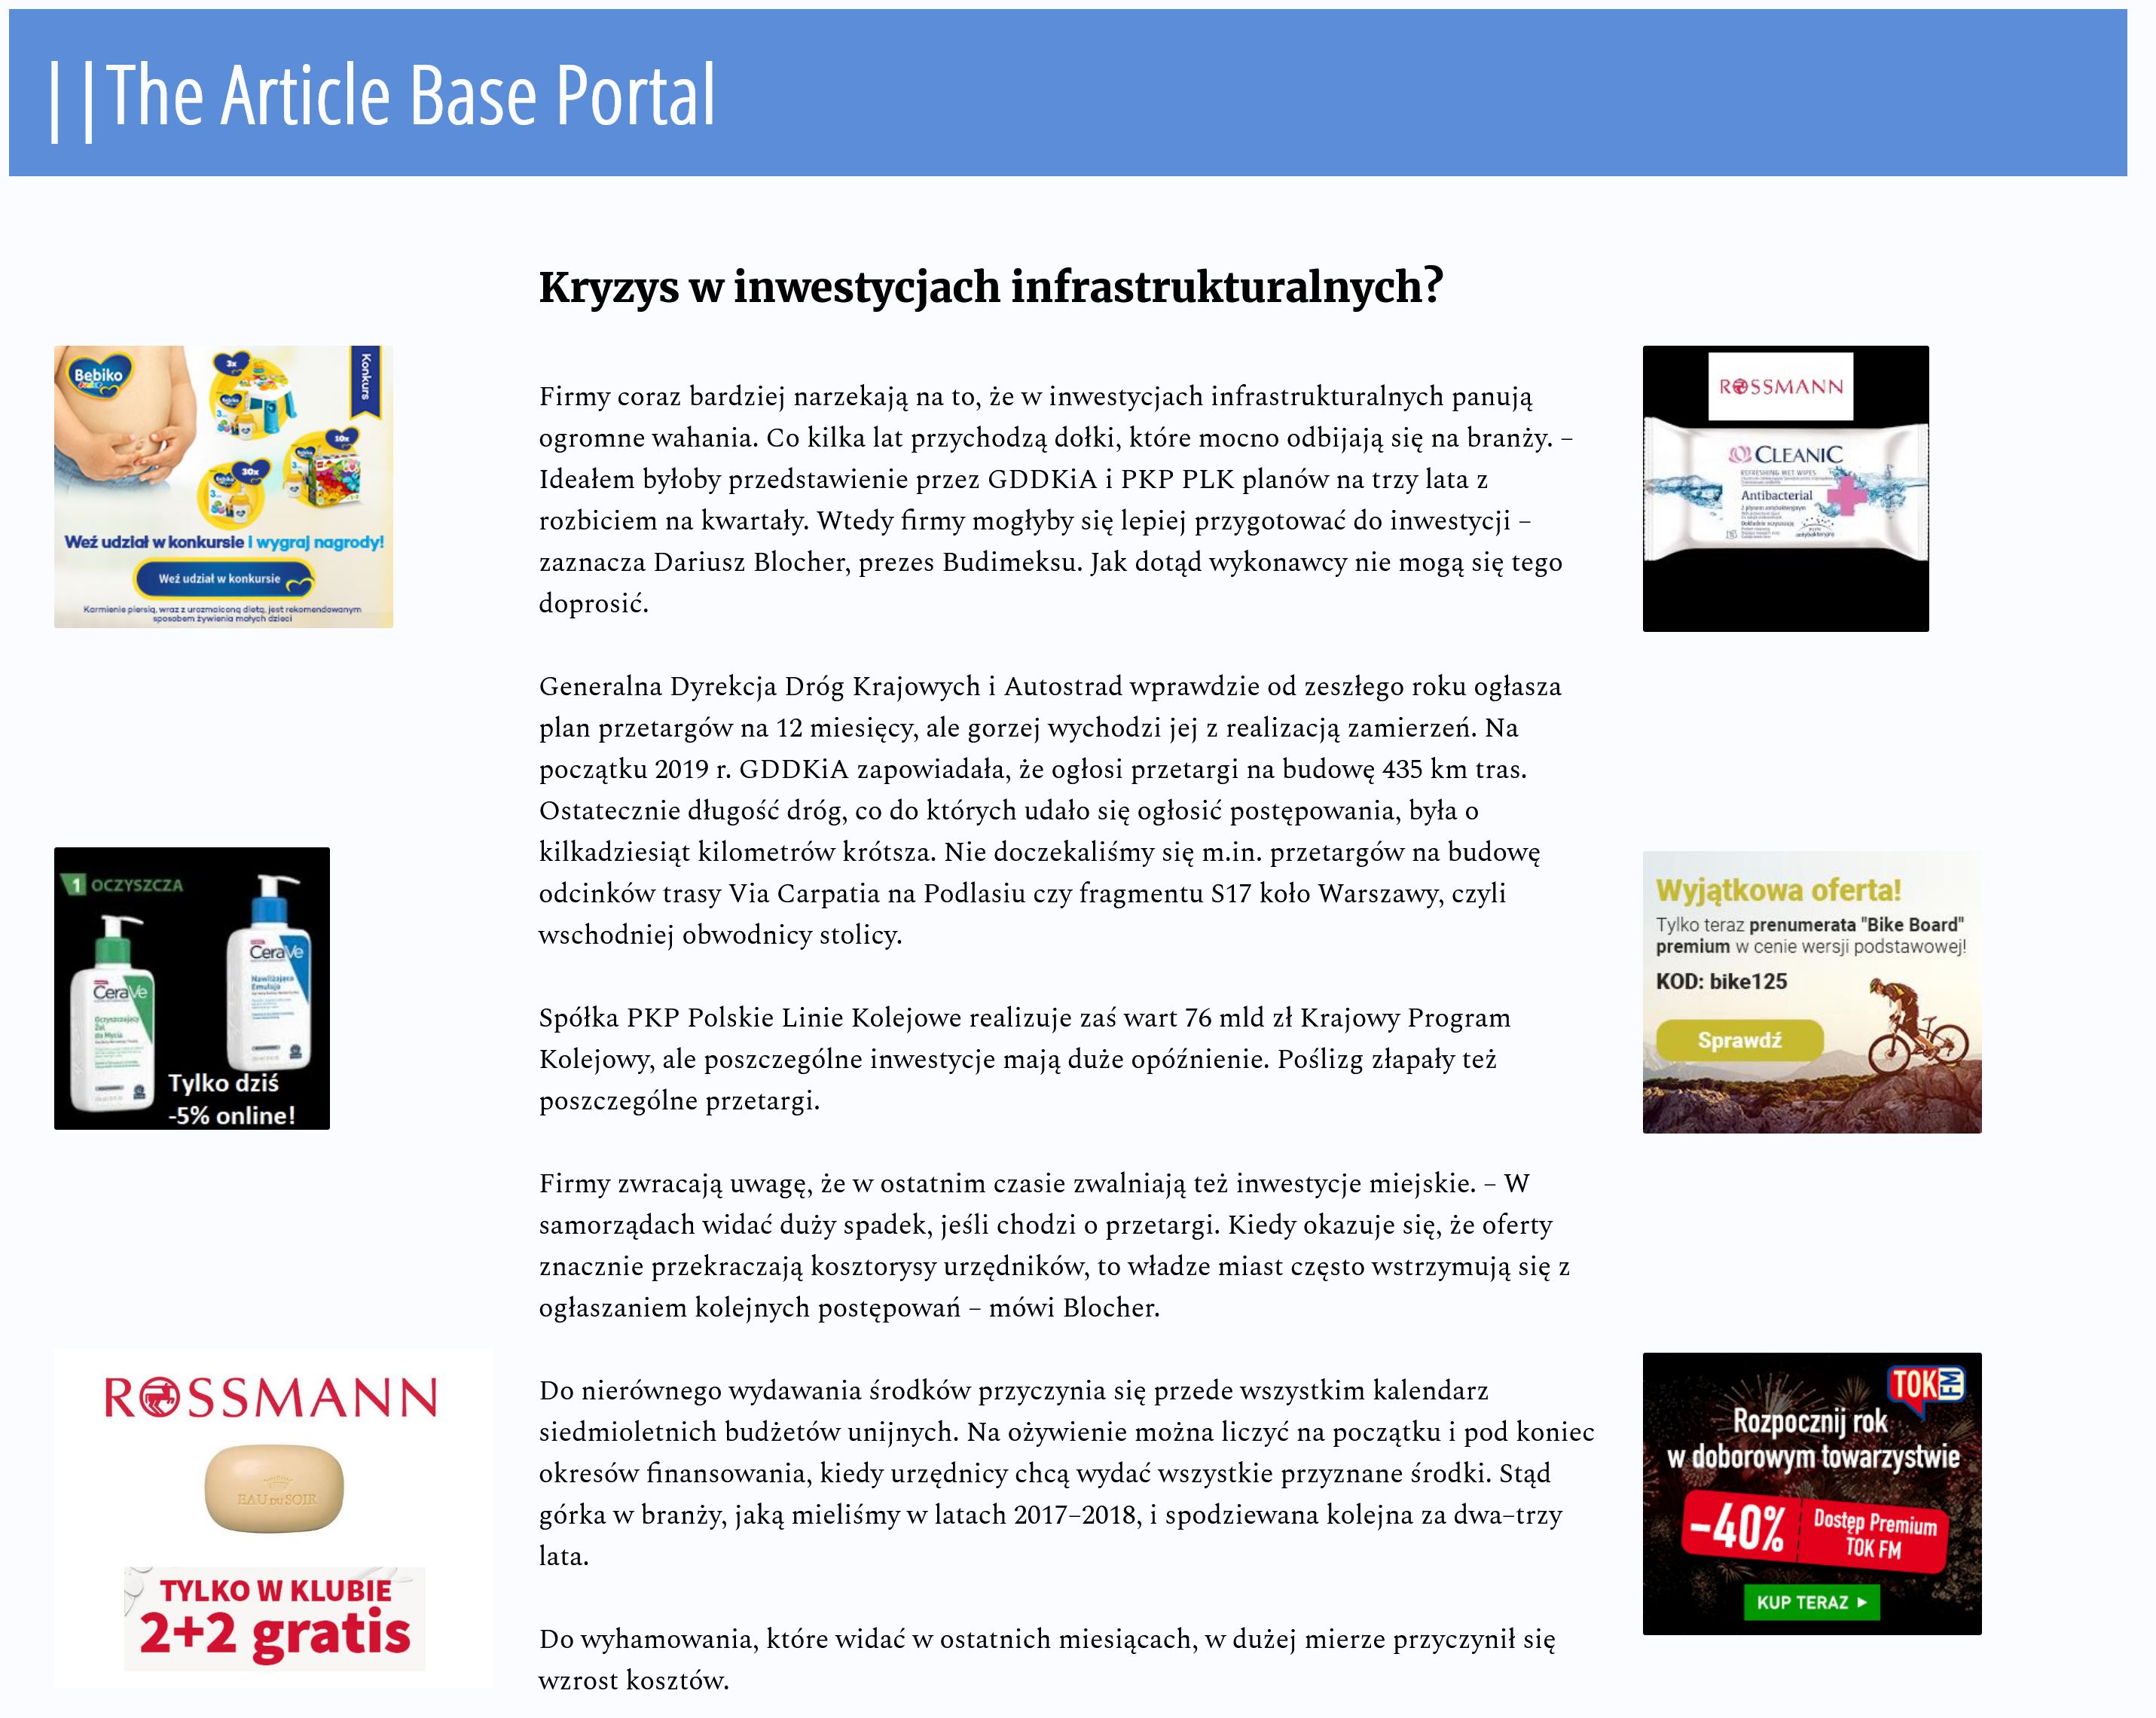 ||The Article Base Portal
Kryzys w inwestycjach infrastrukturalnych?
Firmy coraz bardziej narzekają na to, że w inwestycjach infrastrukturalnych panują
ogromne wahania. Co kilka lat przychodzą dołki, które mocno odbijają się na branży. –
Ideałem byłoby przedstawienie przez GDDKiA i PKP PLK planów na trzy lata z
rozbiciem na kwartały. Wtedy firmy mogłyby się lepiej przygotować do inwestycji –
zaznacza Dariusz Blocher, prezes Budimeksu. Jak dotąd wykonawcy nie mogą się tego
doprosić.
Generalna Dyrekcja Dróg Krajowych i Autostrad wprawdzie od zeszłego roku ogłasza
plan przetargów na 12 miesięcy, ale gorzej wychodzi jej z realizacją zamierzeń. Na
początku 2019 r. GDDKiA zapowiadała, że ogłosi przetargi na budowę 435 km tras.
Ostatecznie długość dróg, co do których udało się ogłosić postępowania, była o
kilkadziesiąt kilometrów krótsza. Nie doczekaliśmy się m.in. przetargów na budowę
odcinków trasy Via Carpatia na Podlasiu czy fragmentu S17 koło Warszawy, czyli
wschodniej obwodnicy stolicy.
Spółka PKP Polskie Linie Kolejowe realizuje zaś wart 76 mld zł Krajowy Program
Kolejowy, ale poszczególne inwestycje mają duże opóźnienie. Poślizg złapały też
poszczególne przetargi.
Firmy zwracają uwagę, że w ostatnim czasie zwalniają też inwestycje miejskie. – W
samorządach widać duży spadek, jeśli chodzi o przetargi. Kiedy okazuje się, że oferty
znacznie przekraczają kosztorysy urzędników, to władze miast często wstrzymują się z
ogłaszaniem kolejnych postępowań – mówi Blocher.
Do nierównego wydawania środków przyczynia się przede wszystkim kalendarz
siedmioletnich budżetów unijnych. Na ożywienie można liczyć na początku i pod koniec
okresów finansowania, kiedy urzędnicy chcą wydać wszystkie przyznane środki. Stąd
górka w branży, jaką mieliśmy w latach 2017–2018, i spodziewana kolejna za dwa–trzy
lata.
Do wyhamowania, które widać w ostatnich miesiącach, w dużej mierze przyczynił się
wzrost kosztów.
Bebiko
Konkurs
3x
10x
30x
Weź udział w konkursie i wygraj nagrody!
Weź udział w konkursie
Karmienie piersią, wraz z urozmaiconą dietą, jest rekomendowanym
sposobem żywienia małych dzieci
1 OCZYSZCZA
CeraVe
Nawilżająca
Emulsja
CeraVe
Oczyszczający
Żel
do Mycia
Tylko dziś
-5% online!
ROSSMANN
EAU DU SOIR
TYLKO W KLUBIE
2+2 gratis
ROSSMANN
CLEANIC
REFRESHING WET WIPES
Antibacterial
z płynem antybakteryjnym
antybakteryjny
Wyjątkowa oferta!
Tylko teraz prenumerata "Bike Board"
premium w cenie wersji podstawowej!
KOD: bike125
Sprawdź
TOK FM
Rozpocznij rok
w doborowym towarzystwie
-40%
Dostęp Premium
TOK FM
KUP TERAZ